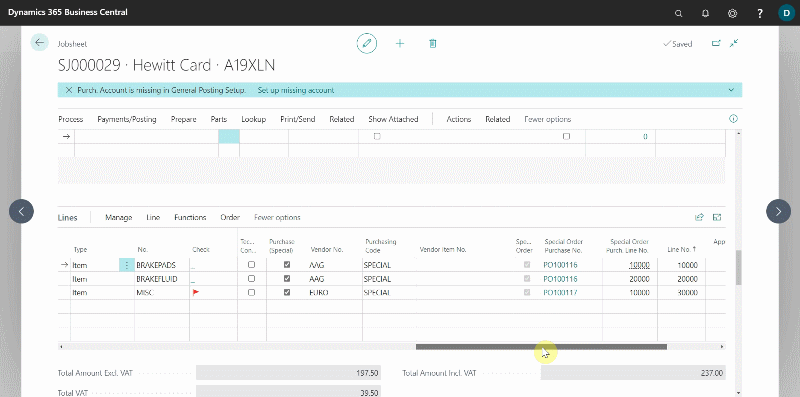 Dynamics 365 Business Central
?
D
Jobsheet
Saved
SJ000029 · Hewitt Card · A19XLN
Purch. Account is missing in General Posting Setup. Set up missing account
Process Payments/Posting Prepare Parts Lookup Print/Send Related Show Attached Actions Related Fewer options
0
Lines Manage Line Functions Order Fewer options
Type No. Check Tec... Con... Purchase (Special) Vendor No. Purchasing Code Vendor Item No. Spe... Order Special Order Purchase No. Special Order Purch. Line No. Line No. ↑ App
Item BRAKEPADS _ AAG SPECIAL PO100116 10000 10000
Item BRAKEFLUID _ AAG SPECIAL PO100116 20000 20000
Item MISC EURO SPECIAL PO100117 10000 30000
Total Amount Excl. VAT 197.50 Total Amount Incl. VAT 237.00
Total VAT 39.50